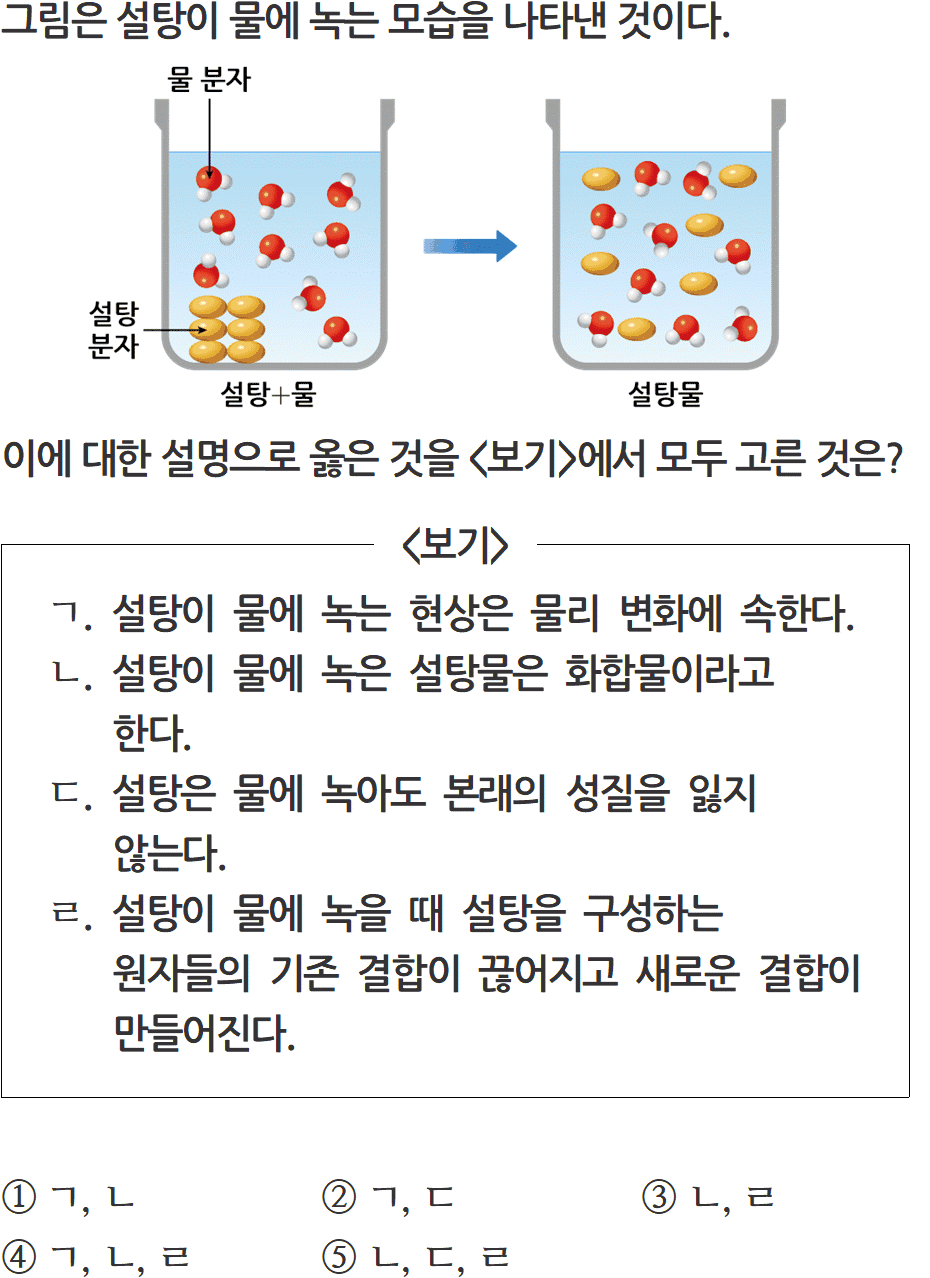 그림은 설탕이 물에 녹는 모습을 나타낸 것이다.
물 분자
설탕
분자
설탕+물
설탕물
이에 대한 설명으로 옳은 것을 <보기>에서 모두 고른 것은?
<보기>
ㄱ. 설탕이 물에 녹는 현상은 물리 변화에 속한다.
ㄴ. 설탕이 물에 녹은 설탕물은 화합물이라고
한다.
ㄷ. 설탕은 물에 녹아도 본래의 성질을 잃지
않는다.
ㄹ. 설탕이 물에 녹을 때 설탕을 구성하는
원자들의 기존 결합이 끊어지고 새로운 결합이
만들어진다.
① ㄱ, ㄴ ② ㄱ, ㄷ ③ ㄴ, ㄹ
④ ㄱ, ㄴ, ㄹ ⑤ ㄴ, ㄷ, ㄹ